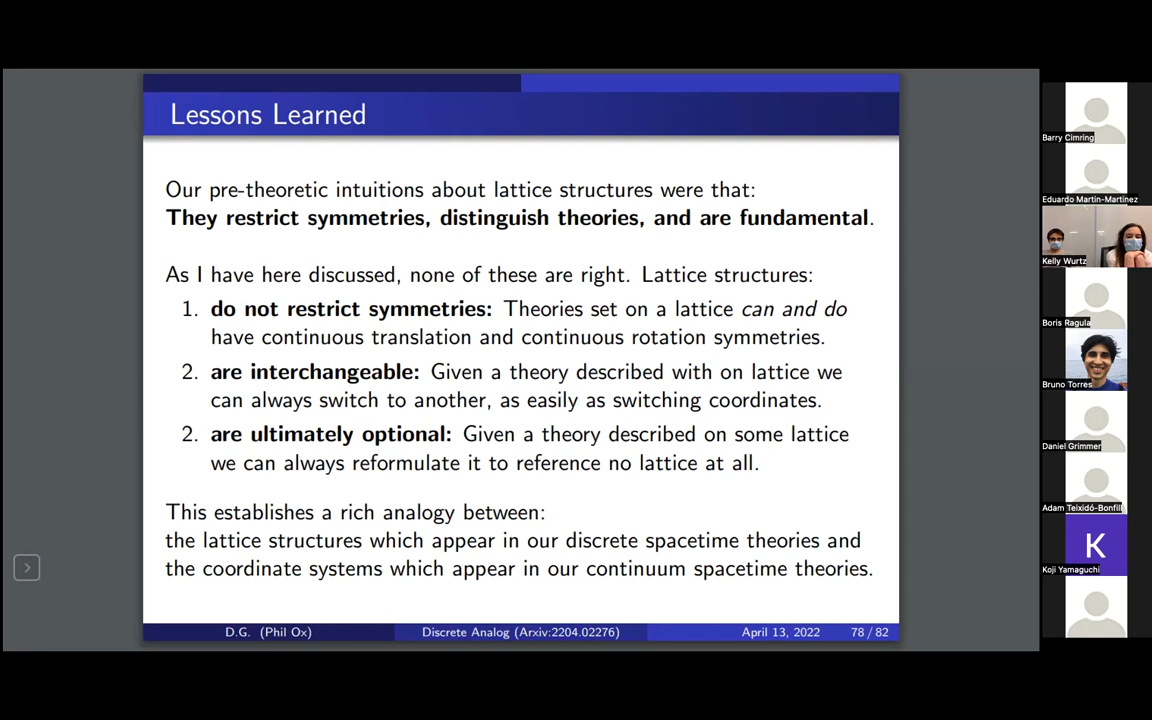 Lessons Learned
Our pre-theoretic intuitions about lattice structures were that:
They restrict symmetries, distinguish theories, and are fundamental.
As I have here discussed, none of these are right. Lattice structures:
1. do not restrict symmetries: Theories set on a lattice can and do
have continuous translation and continuous rotation symmetries.
2. are interchangeable: Given a theory described with on lattice we
can always switch to another, as easily as switching coordinates.
2. are ultimately optional: Given a theory described on some lattice
we can always reformulate it to reference no lattice at all.
This establishes a rich analogy between:
the lattice structures which appear in our discrete spacetime theories and
the coordinate systems which appear in our continuum spacetime theories.
D.G. (Phil Ox) Discrete Analog (Arxiv:2204.02276) April 13, 2022 78 / 82
Barry Cimring
Eduardo Martin-Martinez
Kelly Wurtz
Boris Ragula
Bruno Torres
Daniel Grimmer
Adam Teixidó-Bonfill
K
Koji Yamaguchi